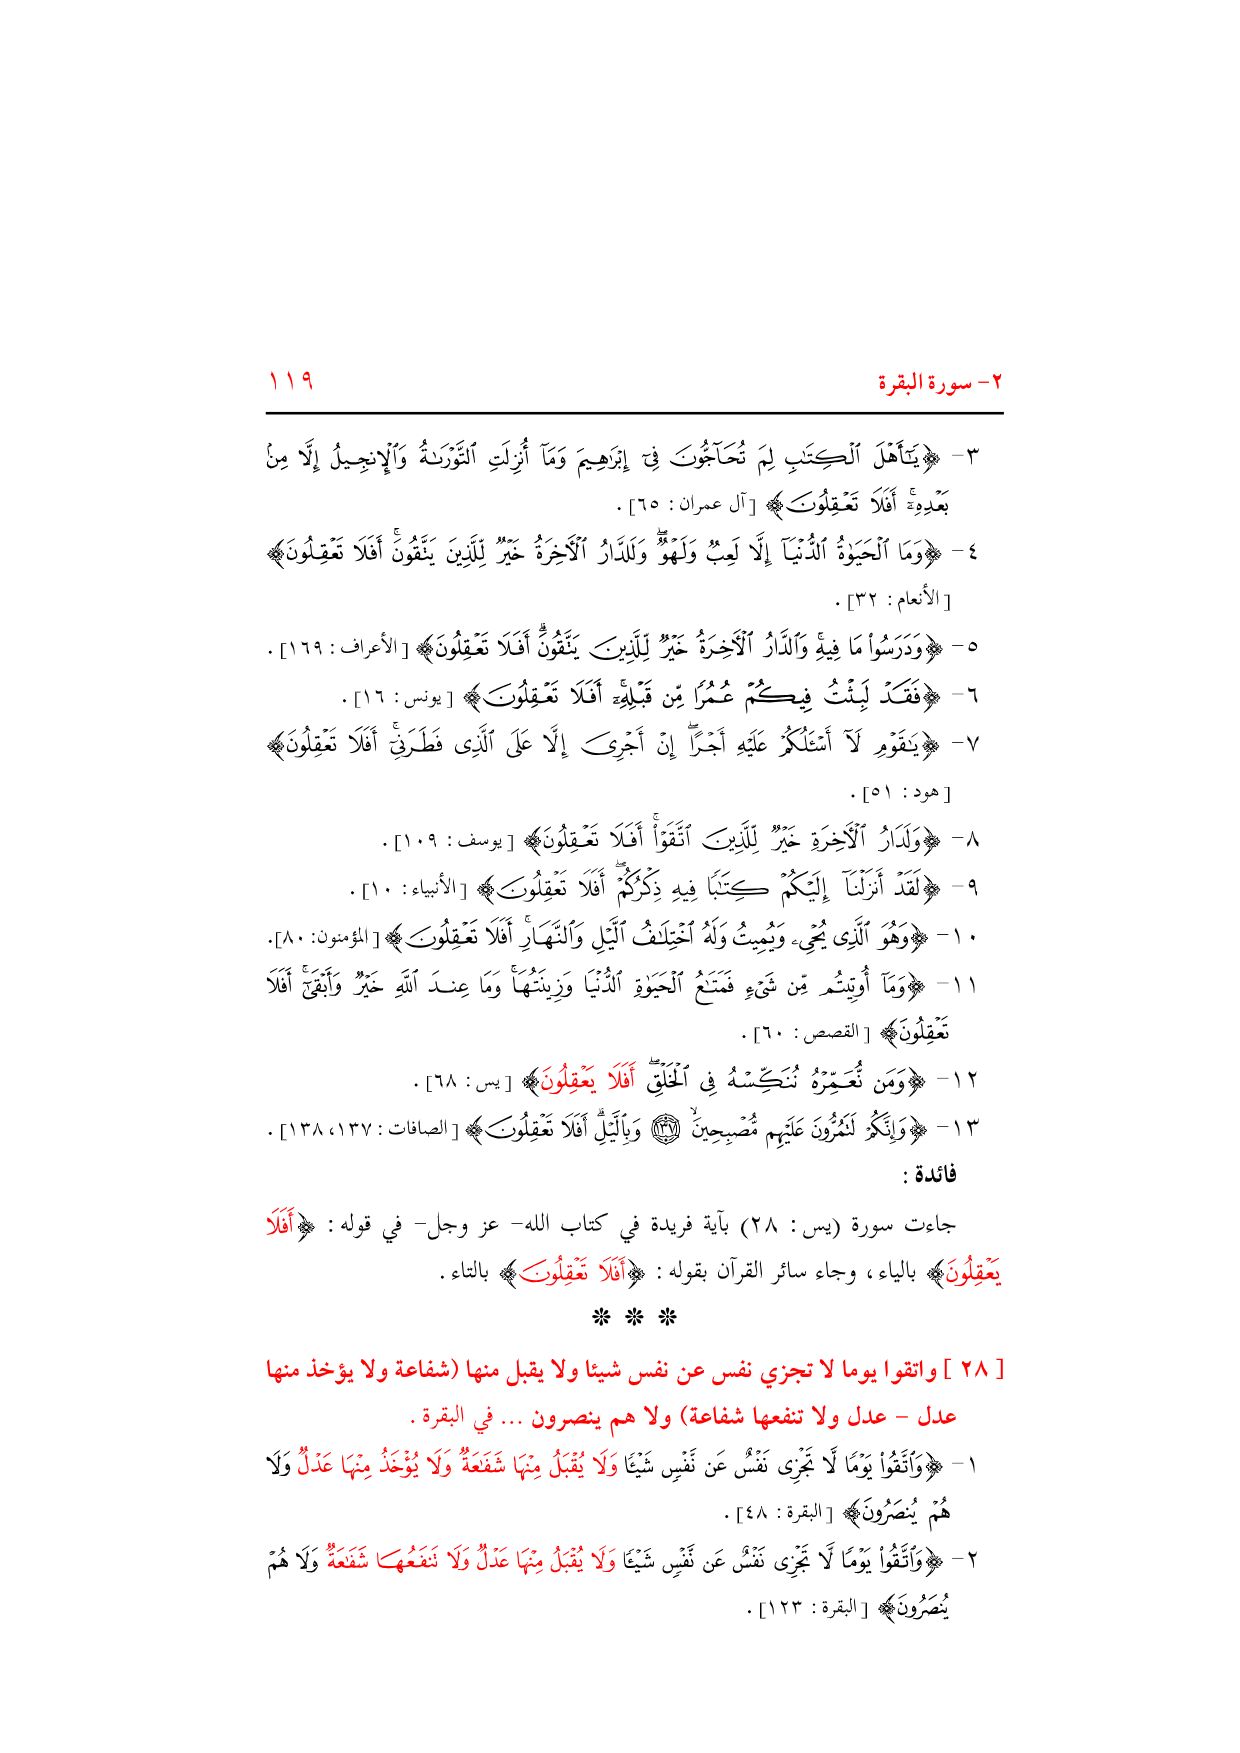 ٢- سورة البقرة ١١٩
٣- ﴿يَٰٓأَهْلَ ٱلْكِتَٰبِ لِمَ تُحَآجُّونَ فِىٓ إِبْرَٰهِيمَ وَمَآ أُنزِلَتِ ٱلتَّوْرَىٰةُ وَٱلْإِنجِيلُ إِلَّا مِنۢ
بَعْدِهِۦٓ ۚ أَفَلَا تَعْقِلُونَ﴾ [آل عمران : ٦٥] .
٤- ﴿وَمَا ٱلْحَيَوٰةُ ٱلدُّنْيَآ إِلَّا لَعِبٌ وَلَهْوٌ ۖ وَلَلدَّارُ ٱلْءَاخِرَةُ خَيْرٌ لِّلَّذِينَ يَتَّقُونَ ۗ أَفَلَا تَعْقِلُونَ﴾
[الأنعام : ٣٢] .
٥- ﴿وَدَرَسُوا۟ مَا فِيهِ ۗ وَٱلدَّارُ ٱلْءَاخِرَةُ خَيْرٌ لِّلَّذِينَ يَتَّقُونَ ۗ أَفَلَا تَعْقِلُونَ﴾ [الأعراف : ١٦٩] .
٦- ﴿فَقَدْ لَبِثْتُ فِيكُمْ عُمُرًا مِّن قَبْلِهِۦٓ ۚ أَفَلَا تَعْقِلُونَ﴾ [يونس : ١٦] .
٧- ﴿يَٰقَوْمِ لَآ أَسْـَٔلُكُمْ عَلَيْهِ أَجْرًا ۖ إِنْ أَجْرِىَ إِلَّا عَلَى ٱلَّذِى فَطَرَنِىٓ ۚ أَفَلَا تَعْقِلُونَ﴾
[هود : ٥١] .
٨- ﴿وَلَدَارُ ٱلْءَاخِرَةِ خَيْرٌ لِّلَّذِينَ ٱتَّقَوْا۟ ۗ أَفَلَا تَعْقِلُونَ﴾ [يوسف : ١٠٩] .
٩- ﴿لَقَدْ أَنزَلْنَآ إِلَيْكُمْ كِتَٰبًا فِيهِ ذِكْرُكُمْ ۖ أَفَلَا تَعْقِلُونَ﴾ [الأنبياء : ١٠] .
١٠- ﴿وَهُوَ ٱلَّذِى يُحْىِۦ وَيُمِيتُ وَلَهُ ٱخْتِلَٰفُ ٱلَّيْلِ وَٱلنَّهَارِ ۚ أَفَلَا تَعْقِلُونَ﴾ [المؤمنون: ٨٠].
١١- ﴿وَمَآ أُوتِيتُم مِّن شَىْءٍ فَمَتَٰعُ ٱلْحَيَوٰةِ ٱلدُّنْيَا وَزِينَتُهَا ۚ وَمَا عِندَ ٱللَّهِ خَيْرٌ وَأَبْقَىٰٓ ۚ أَفَلَا
تَعْقِلُونَ﴾ [القصص : ٦٠] .
١٢- ﴿وَمَن نُّعَمِّرْهُ نُنَكِّسْهُ فِى ٱلْخَلْقِ ۖ أَفَلَا يَعْقِلُونَ﴾ [يس : ٦٨] .
١٣- ﴿وَإِنَّكُمْ لَتَمُرُّونَ عَلَيْهِم مُّصْبِحِينَ ۙ ١٣٧ وَبِٱلَّيْلِ ۗ أَفَلَا تَعْقِلُونَ﴾ [الصافات : ١٣٧، ١٣٨] .
فائدة :
جاءت سورة (يس : ٢٨) بآية فريدة في كتاب الله- عز وجل- في قوله : ﴿أَفَلَا
يَعْقِلُونَ﴾ بالياء ، وجاء سائر القرآن بقوله : ﴿أَفَلَا تَعْقِلُونَ﴾ بالتاء .
❊ ❊ ❊
[ ٢٨ ] واتقوا يوما لا تجزي نفس عن نفس شيئا ولا يقبل منها (شفاعة ولا يؤخذ منها
عدل – عدل ولا تنفعها شفاعة) ولا هم ينصرون ... في البقرة .
١- ﴿وَٱتَّقُوا۟ يَوْمًا لَّا تَجْزِى نَفْسٌ عَن نَّفْسٍ شَيْـًٔا وَلَا يُقْبَلُ مِنْهَا شَفَٰعَةٌ وَلَا يُؤْخَذُ مِنْهَا عَدْلٌ وَلَا
هُمْ يُنصَرُونَ﴾ [البقرة : ٤٨] .
٢- ﴿وَٱتَّقُوا۟ يَوْمًا لَّا تَجْزِى نَفْسٌ عَن نَّفْسٍ شَيْـًٔا وَلَا يُقْبَلُ مِنْهَا عَدْلٌ وَلَا تَنفَعُهَا شَفَٰعَةٌ وَلَا هُمْ
يُنصَرُونَ﴾ [البقرة : ١٢٣] .